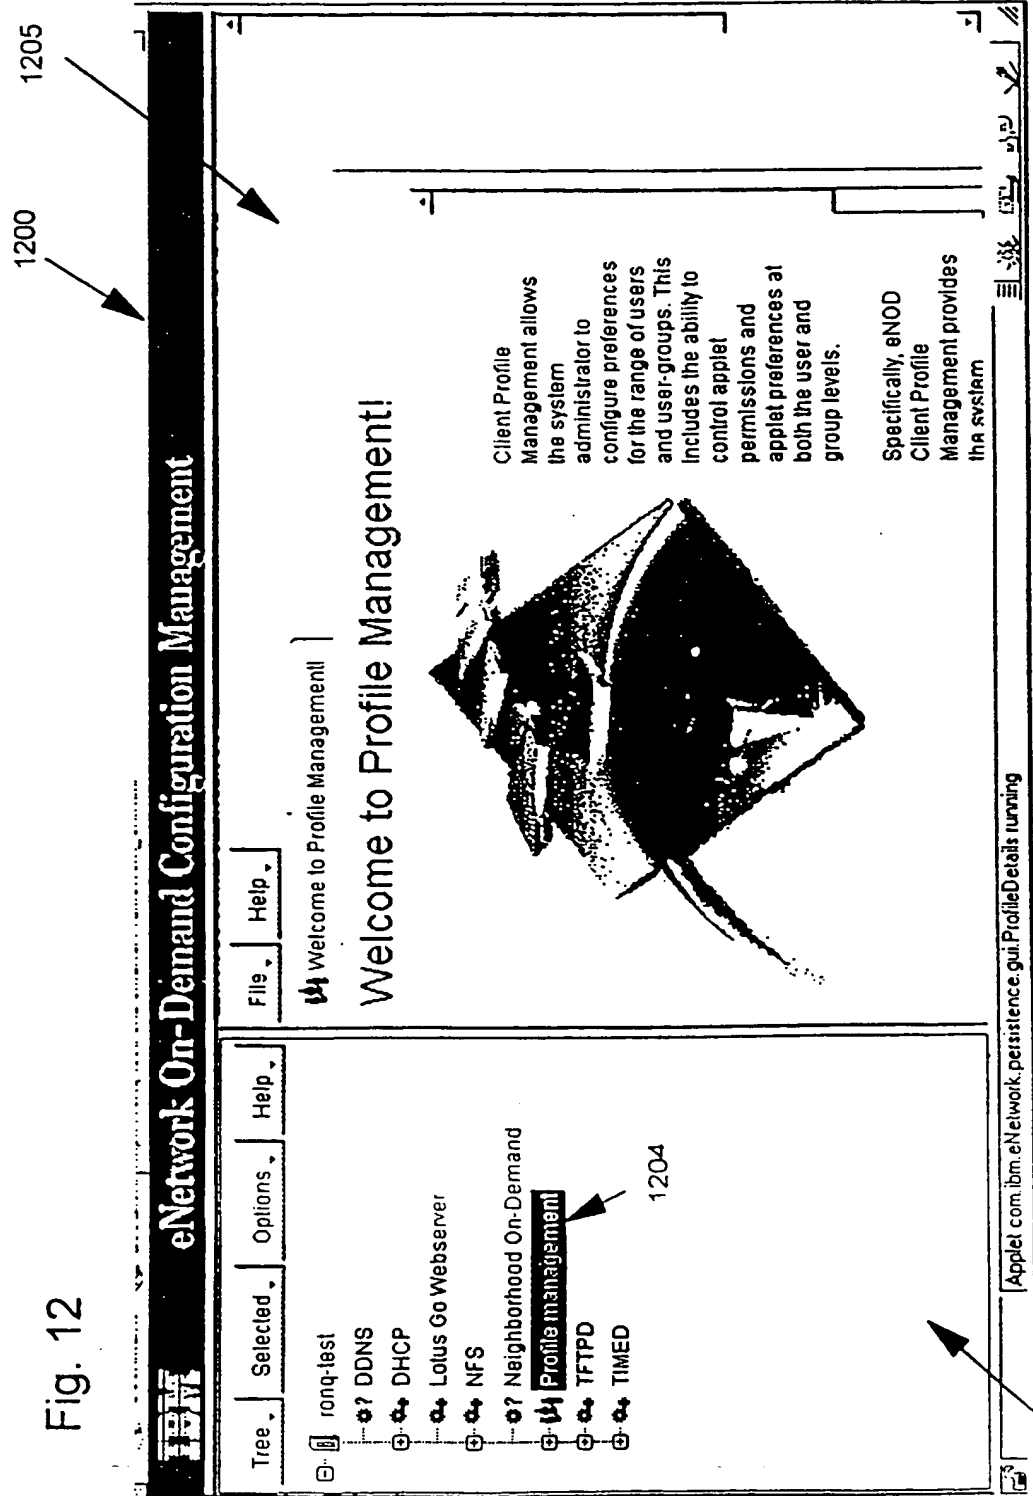 Fig. 12
1200
1205
IBM eNetwork On-Demand Configuration Management
Tree Selected Options Help
ronq-test
? DDNS
DHCP
Lotus Go Webserver
NFS
? Neighborhood On-Demand
Profile management
TFTPD
TIMED
1204
File Help
Welcome to Profile Management!
Welcome to Profile Management!
Client Profile
Management allows
the system
administrator to
configure preferences
for the range of users
and user-groups. This
includes the ability to
control applet
permissions and
applet preferences at
both the user and
group levels.
Specifically, eNOD
Client Profile
Management provides
the system
Applet com.ibm.eNetwork.persistence.gui.ProfileDetails running